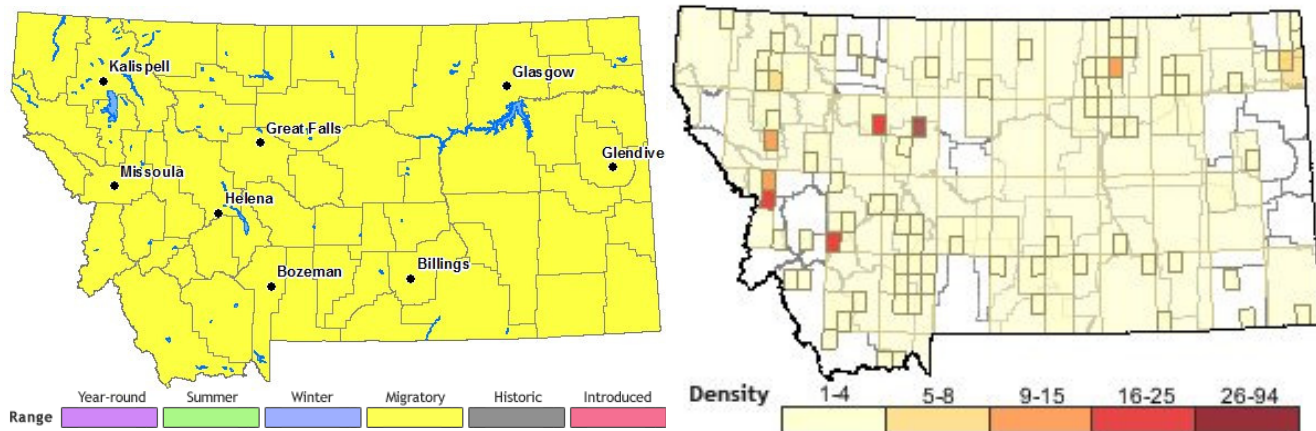 Kalispell
Glasgow
Great Falls
Glendive
Missoula
Helena
Bozeman
Billings
Range
Year-round
Summer
Winter
Migratory
Historic
Introduced
Density
1-4
5-8
9-15
16-25
26-94